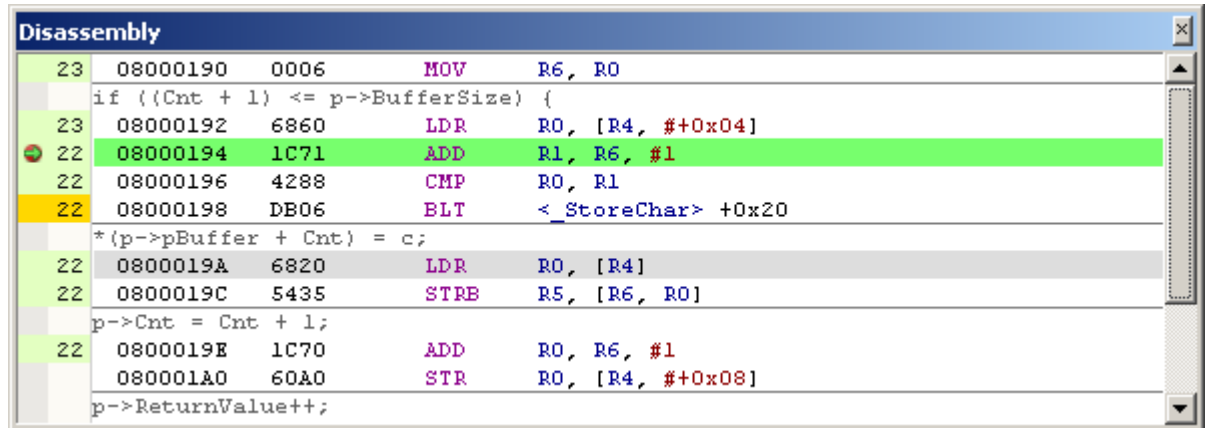 Disassembly
23 08000190 0006 MOV R6, R0
if ((Cnt + 1) <= p->BufferSize) {
23 08000192 6860 LDR R0, [R4, #+0x04]
22 08000194 1C71 ADD R1, R6, #1
22 08000196 4288 CMP R0, R1
22 08000198 DB06 BLT <_StoreChar> +0x20
*(p->pBuffer + Cnt) = c;
22 0800019A 6820 LDR R0, [R4]
22 0800019C 5435 STRB R5, [R6, R0]
p->Cnt = Cnt + 1;
22 0800019E 1C70 ADD R0, R6, #1
080001A0 60A0 STR R0, [R4, #+0x08]
p->ReturnValue++;